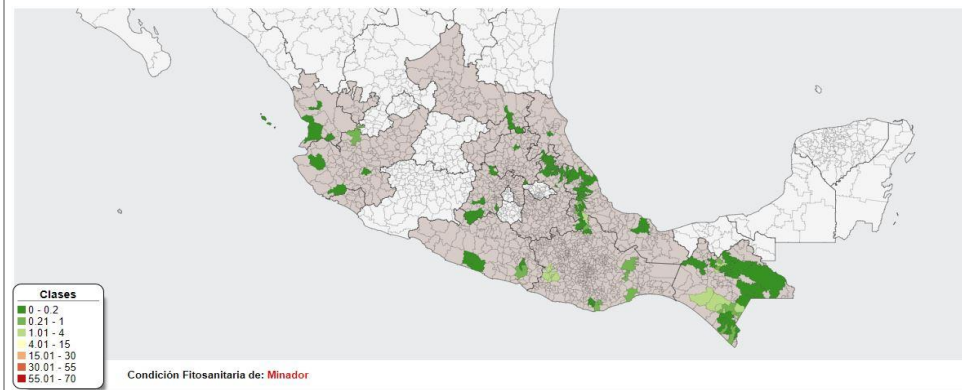 Clases
0 - 0.2
0.21 - 1
1.01 - 4
4.01 - 15
15.01 - 30
30.01 - 55
55.01 - 70
Condición Fitosanitaria de: Minador